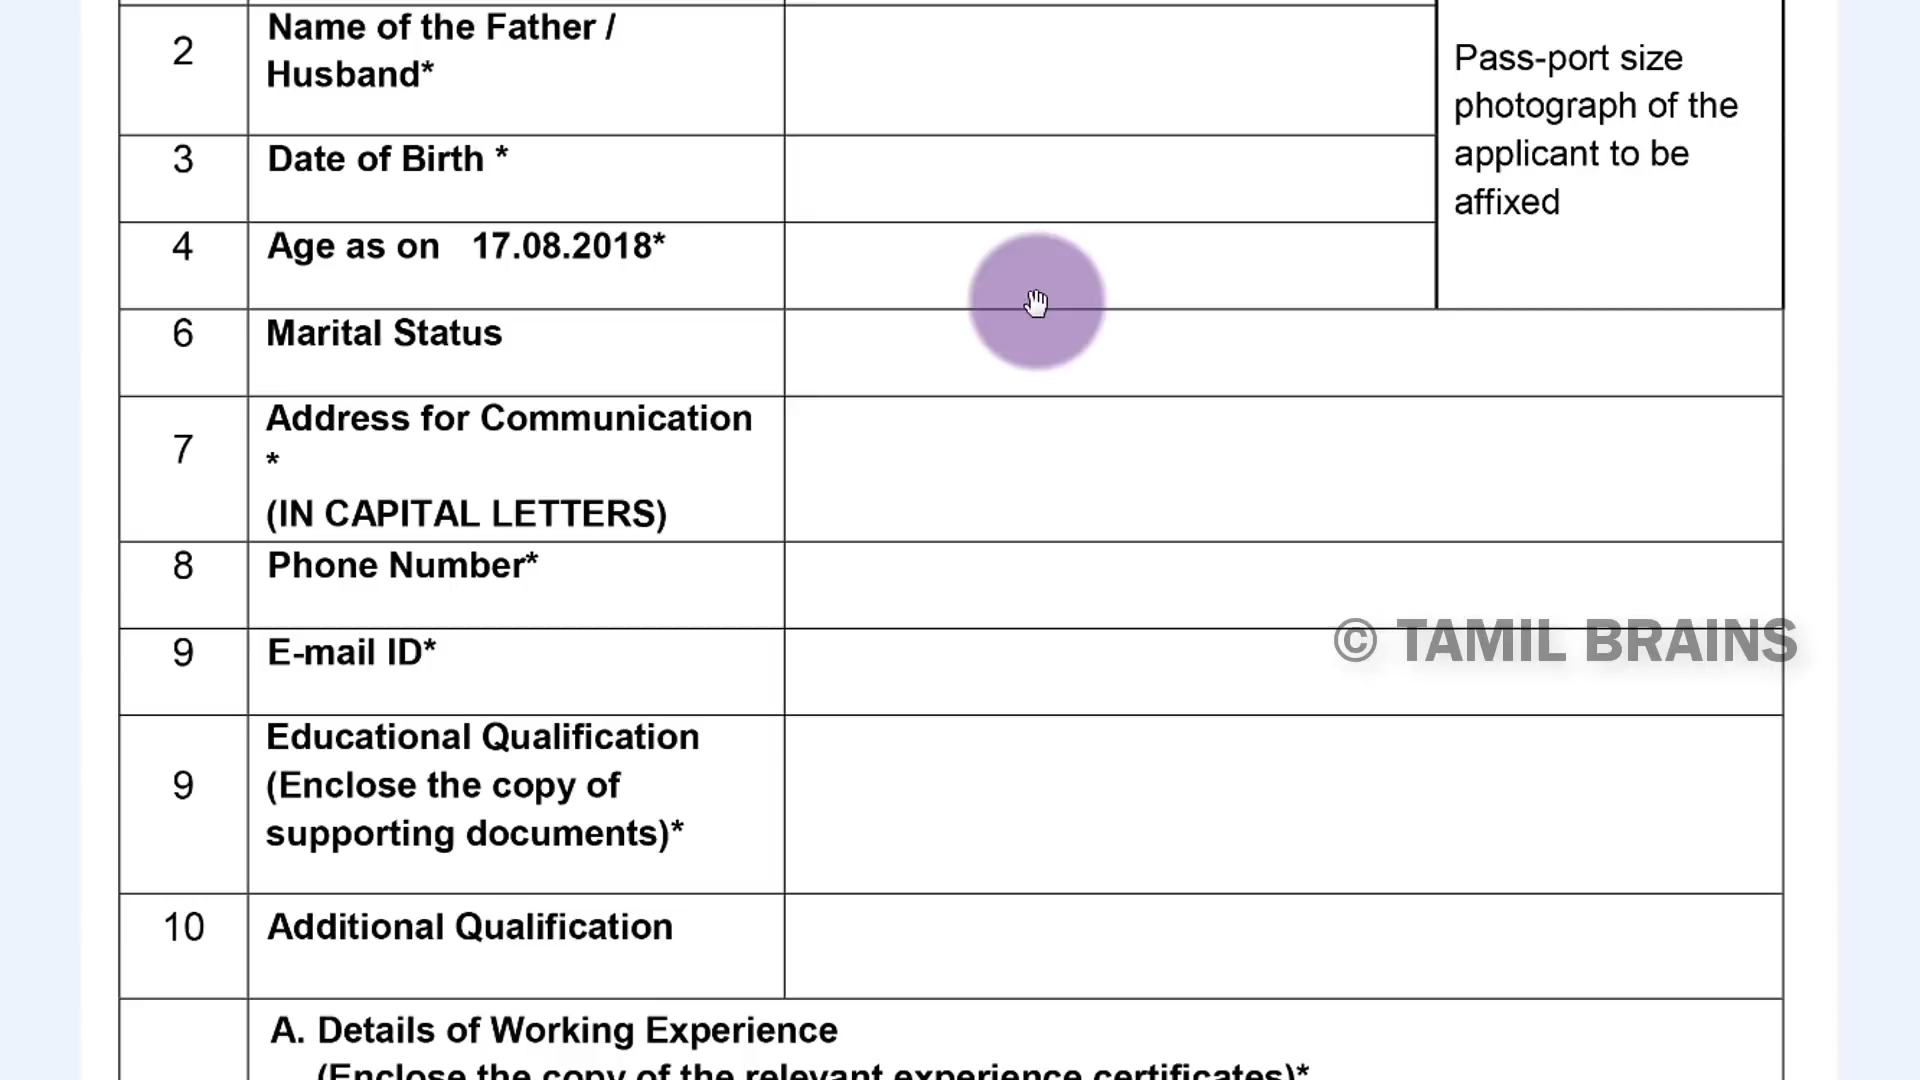 2
Name of the Father /
Husband*
Pass-port size
photograph of the
applicant to be
affixed
3
Date of Birth *
4
Age as on 17.08.2018*
6
Marital Status
7
Address for Communication
*
(IN CAPITAL LETTERS)
8
Phone Number*
9
E-mail ID*
© TAMIL BRAINS
9
Educational Qualification
(Enclose the copy of
supporting documents)*
10
Additional Qualification
A. Details of Working Experience
(Enclose the copy of the relevant experience certificates)*